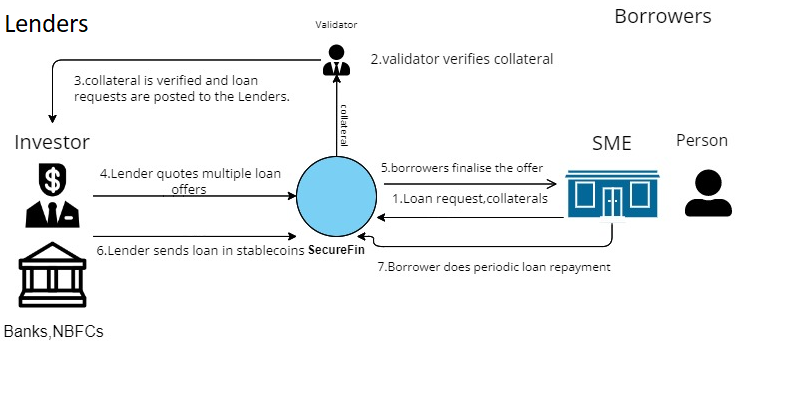 Lenders
Borrowers
Validator
2.validator verifies collateral
3.collateral is verified and loan
requests are posted to the Lenders.
collateral
Investor
SME
Person
4.Lender quotes multiple loan
offers
5.borrowers finalise the offer
1.Loan request,collaterals
6.Lender sends loan in stablecoins
SecureFin
7.Borrower does periodic loan repayment
Banks,NBFCs